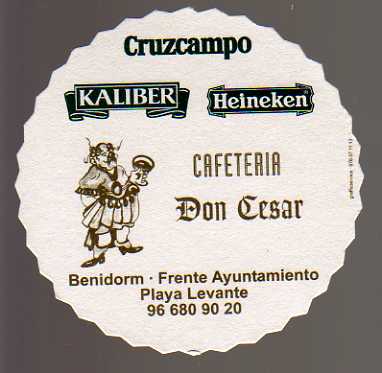 Cruzcampo
KALIBER
Heineken
CAFETERIA
Don Cesar
Benidorm · Frente Ayuntamiento
Playa Levante
96 680 90 20